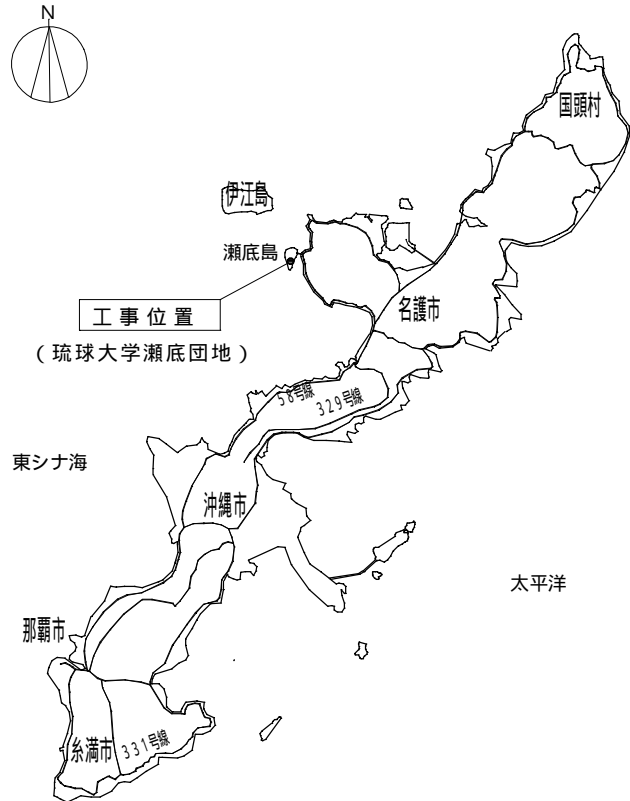 N
国頭村
伊江島
瀬底島
工事位置
名護市
(琉球大学瀬底団地)
58号線
329号線
東シナ海
沖縄市
太平洋
那覇市
糸満市
331号線